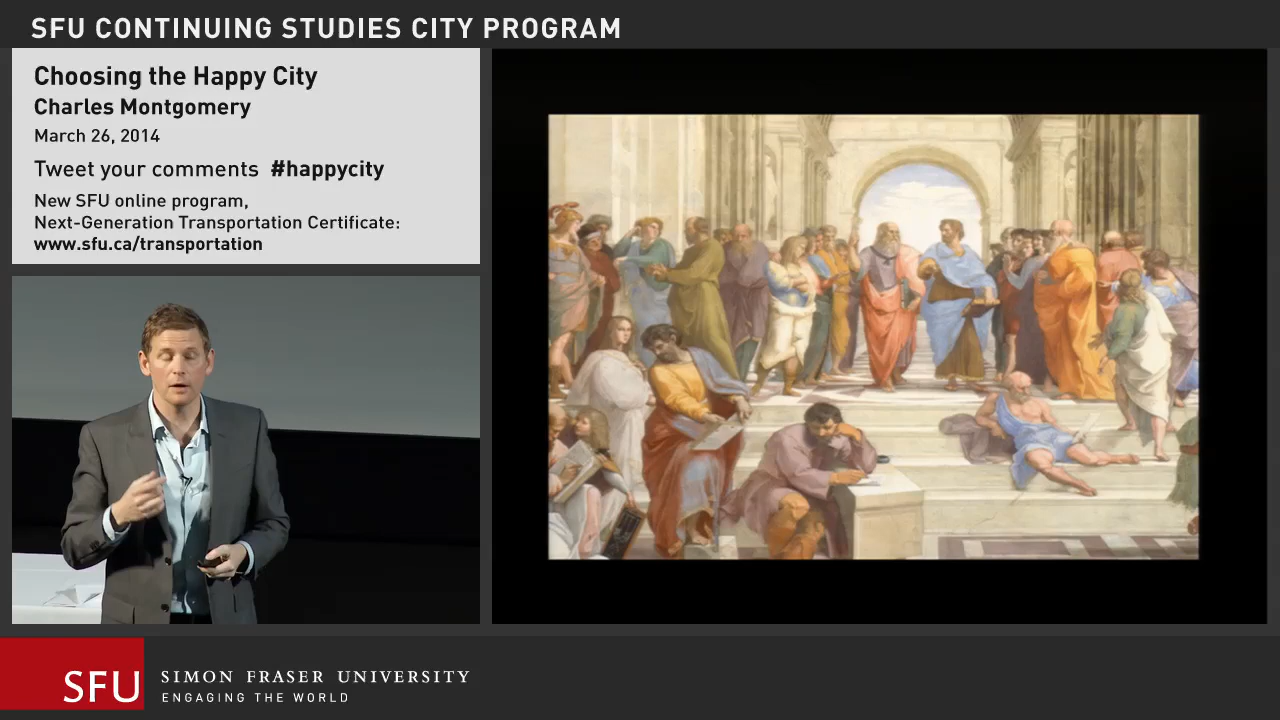 SFU CONTINUING STUDIES CITY PROGRAM
Choosing the Happy City
Charles Montgomery
March 26, 2014
Tweet your comments #happycity
New SFU online program,
Next-Generation Transportation Certificate:
www.sfu.ca/transportation
SFU
SIMON FRASER UNIVERSITY
ENGAGING THE WORLD